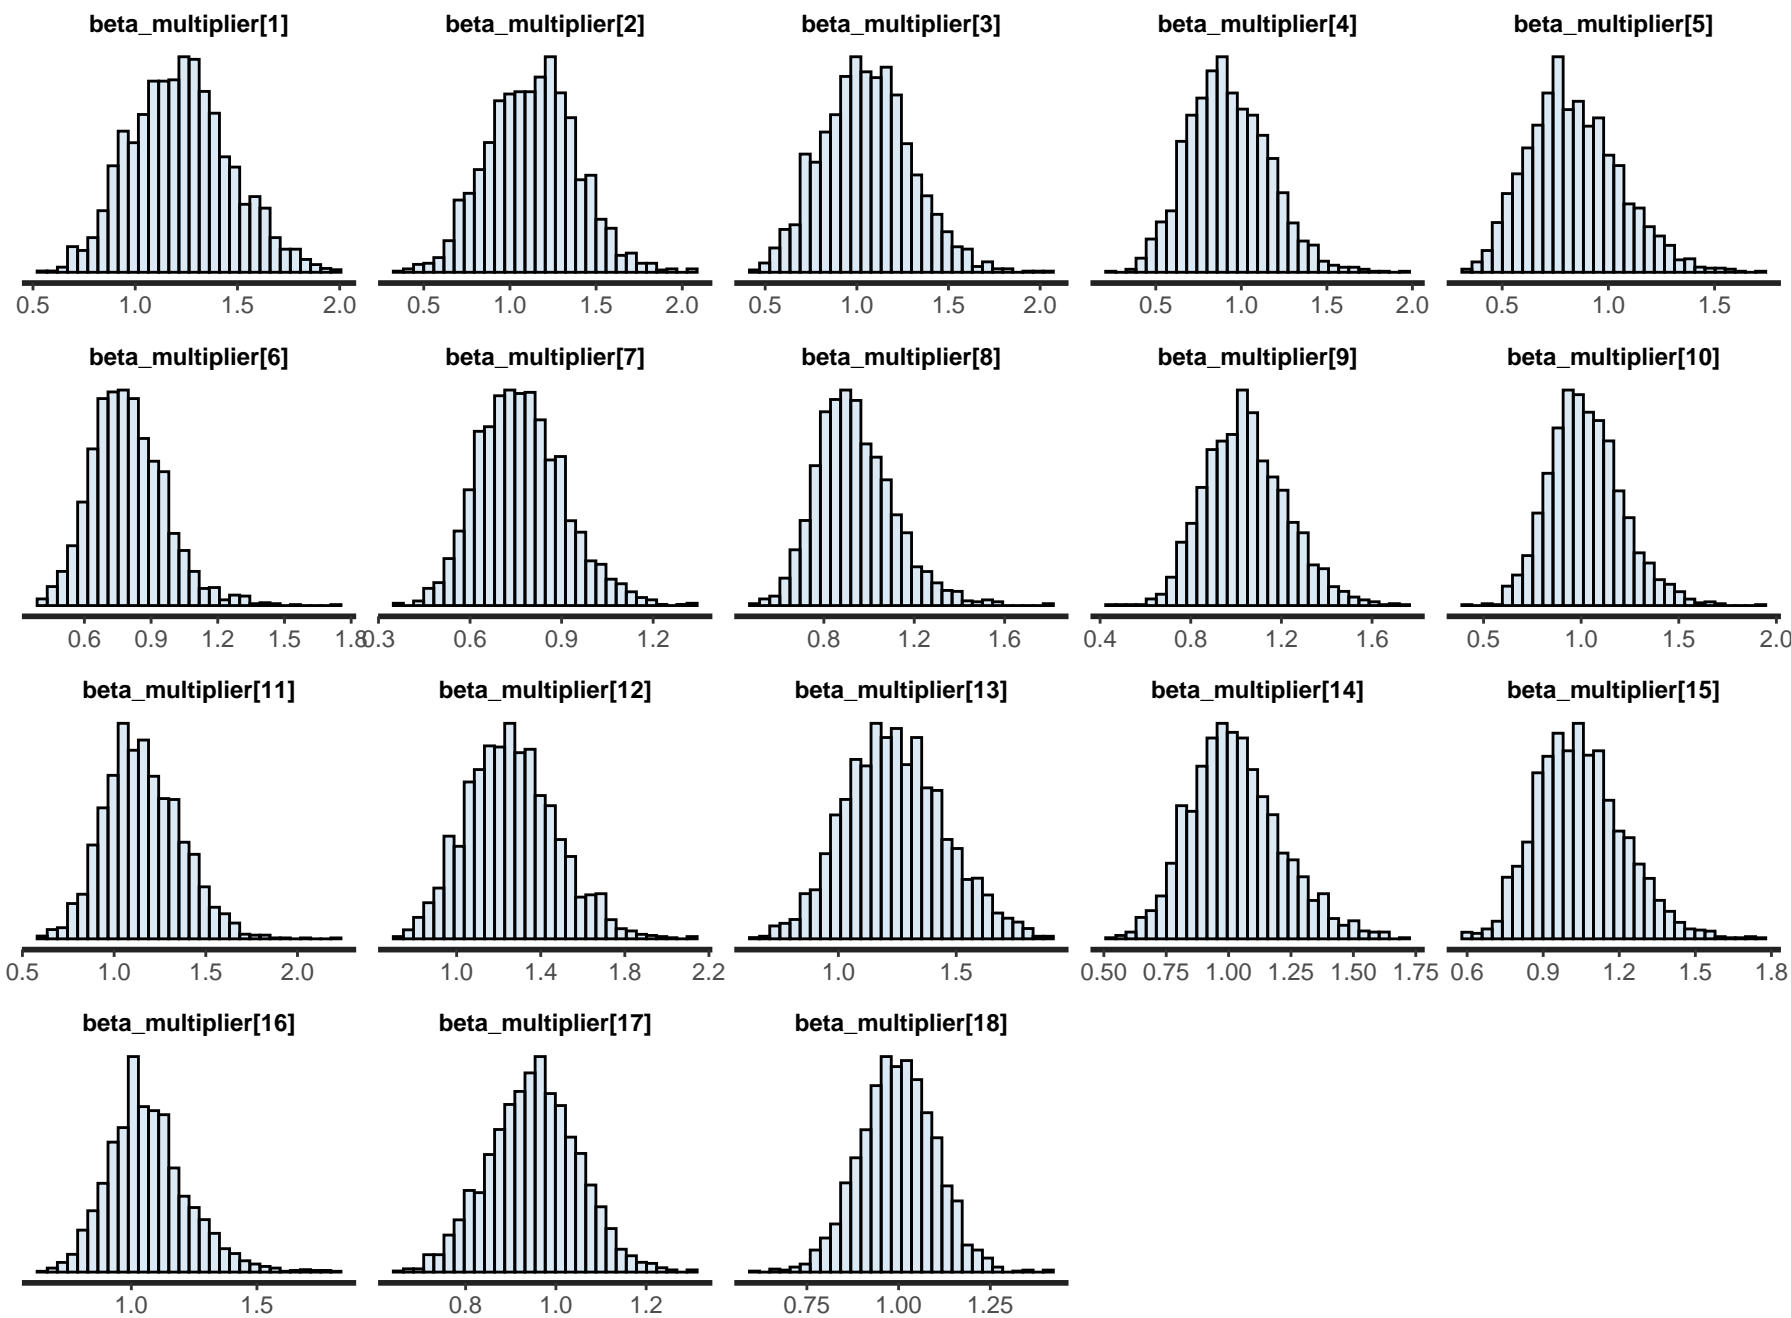 beta_multiplier[1] beta_multiplier[2] beta_multiplier[3] beta_multiplier[4] beta_multiplier[5]
0.5 1.0 1.5 2.0 0.5 1.0 1.5 2.0 0.5 1.0 1.5 2.0 0.5 1.0 1.5 2.0 0.5 1.0 1.5
beta_multiplier[6] beta_multiplier[7] beta_multiplier[8] beta_multiplier[9] beta_multiplier[10]
0.6 0.9 1.2 1.5 1.8 0.3 0.6 0.9 1.2 0.8 1.2 1.6 0.4 0.8 1.2 1.6 0.5 1.0 1.5 2.0
beta_multiplier[11] beta_multiplier[12] beta_multiplier[13] beta_multiplier[14] beta_multiplier[15]
0.5 1.0 1.5 2.0 1.0 1.4 1.8 2.2 1.0 1.5 0.50 0.75 1.00 1.25 1.50 1.75 0.6 0.9 1.2 1.5 1.8
beta_multiplier[16] beta_multiplier[17] beta_multiplier[18]
1.0 1.5 0.8 1.0 1.2 0.75 1.00 1.25